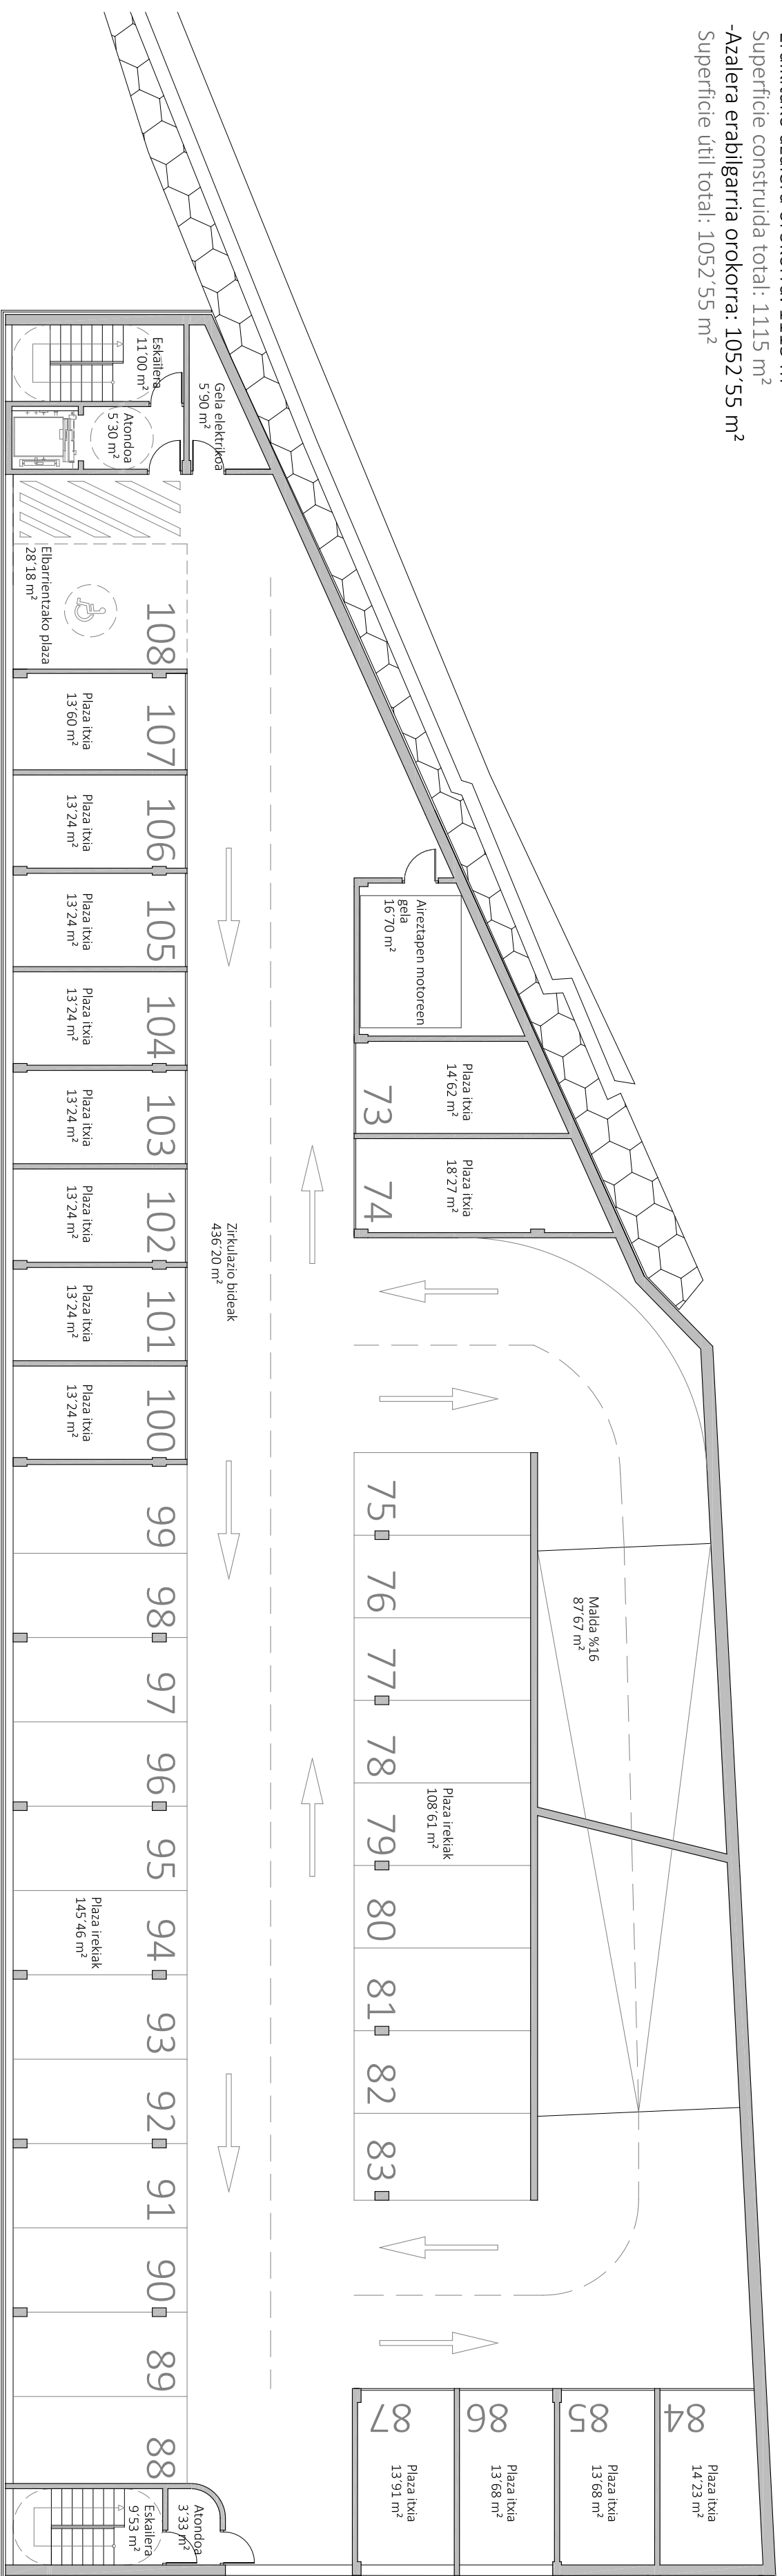 Superficie construida total: 1115 m²
-Azalera erabilgarria orokorra: 1052´55 m²
Superficie útil total: 1052´55 m²
Eskailera
11´00 m²
Gela elektrikoa
5´90 m²
Atondoa
5´30 m²
Elbarrientzako plaza
28´18 m²
108
107
Plaza itxia
13´60 m²
106
Plaza itxia
13´24 m²
105
Plaza itxia
13´24 m²
104
Plaza itxia
13´24 m²
103
Plaza itxia
13´24 m²
102
Plaza itxia
13´24 m²
101
Plaza itxia
13´24 m²
100
Plaza itxia
13´24 m²
Aireztapen motoreen
gela
16´70 m²
Plaza itxia
14´62 m²
73
Plaza itxia
18´27 m²
74
Zirkulazio bideak
436´20 m²
Malda %16
87´67 m²
75
76
77
78
79
80
81
82
83
Plaza irekiak
108´61 m²
99
98
97
96
95
94
93
92
91
90
89
88
Plaza irekiak
145´46 m²
84
Plaza itxia
14´23 m²
85
Plaza itxia
13´68 m²
86
Plaza itxia
13´68 m²
87
Plaza itxia
13´91 m²
Atondoa
3´33 m²
Eskailera
9´53 m²